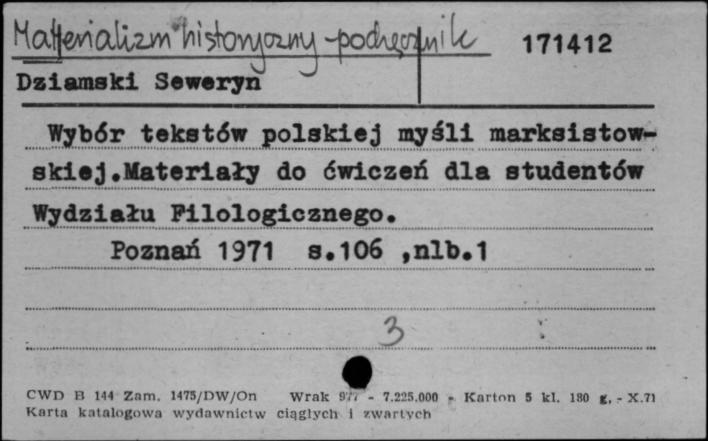 Materializm historyczny - podręcznik
171412
Dziamski Seweryn
Wybór tekstów polskiej myśli marksistow-
skiej.Materiały do ćwiczeń dla studentów
Wydziału Filologicznego.
Poznań 1971 s.106 ,nlb.1
3
CWD B 144 Zam. 1475/DW/On Wrak - 7.225.000 - Karton 5 kl. 180 g. - X.71
Karta katalogowa wydawnictw ciągłych i zwartych